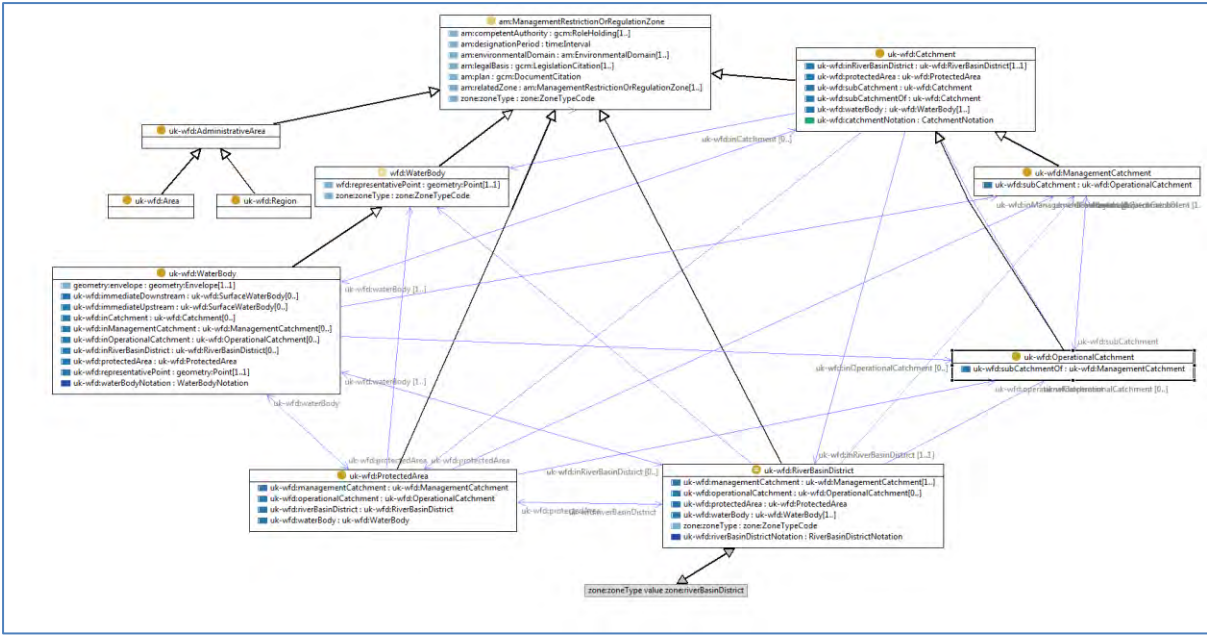 am:ManagementRestrictionOrRegulationZone
am:competentAuthority : gcm:RoleHolding[1..]
am:designationPeriod : time:Interval
am:environmentalDomain : am:EnvironmentalDomain[1..]
am:legalBasis : gcm:LegislationCitation[1..]
am:plan : gcm:DocumentCitation
am:relatedZone : am:ManagementRestrictionOrRegulationZone[1..]
zone:zoneType : zone:ZoneTypeCode
uk-wfd:Catchment
uk-wfd:inRiverBasinDistrict : uk-wfd:RiverBasinDistrict[1..1]
uk-wfd:protectedArea : uk-wfd:ProtectedArea
uk-wfd:subCatchment : uk-wfd:Catchment
uk-wfd:subCatchmentOf : uk-wfd:Catchment
uk-wfd:waterBody : uk-wfd:WaterBody[1..]
uk-wfd:catchmentNotation : CatchmentNotation
uk-wfd:AdministrativeArea
uk-wfd:inCatchment [0..]
wfd:WaterBody
wfd:representativePoint : geometry:Point[1..1]
zone:zoneType : zone:ZoneTypeCode
uk-wfd:ManagementCatchment
uk-wfd:subCatchment : uk-wfd:OperationalCatchment
uk-wfd:Area
uk-wfd:Region
uk-wfd:WaterBody
geometry:envelope : geometry:Envelope[1..1]
uk-wfd:immediateDownstream : uk-wfd:SurfaceWaterBody[0..]
uk-wfd:immediateUpstream : uk-wfd:SurfaceWaterBody[0..]
uk-wfd:inCatchment : uk-wfd:Catchment[0..]
uk-wfd:inManagementCatchment : uk-wfd:ManagementCatchment[0..]
uk-wfd:inOperationalCatchment : uk-wfd:OperationalCatchment[0..]
uk-wfd:inRiverBasinDistrict : uk-wfd:RiverBasinDistrict[0..]
uk-wfd:protectedArea : uk-wfd:ProtectedArea
uk-wfd:representativePoint : geometry:Point[1..1]
uk-wfd:waterBodyNotation : WaterBodyNotation
uk-wfd:waterBody [1..]
uk-wfd:subCatchment
uk-wfd:OperationalCatchment
uk-wfd:subCatchmentOf : uk-wfd:ManagementCatchment
uk-wfd:inOperationalCatchment [0..]
uk-wfd:waterBody [1..]
uk-wfd:waterBody
uk-wfd:protectedArea uk-wfd:protectedArea
uk-wfd:inRiverBasinDistrict [0..]
uk-wfd:inRiverBasinDistrict [1..1]
uk-wfd:ProtectedArea
uk-wfd:managementCatchment : uk-wfd:ManagementCatchment
uk-wfd:operationalCatchment : uk-wfd:OperationalCatchment
uk-wfd:riverBasinDistrict : uk-wfd:RiverBasinDistrict
uk-wfd:waterBody : uk-wfd:WaterBody
uk-wfd:RiverBasinDistrict
uk-wfd:managementCatchment : uk-wfd:ManagementCatchment[1..]
uk-wfd:operationalCatchment : uk-wfd:OperationalCatchment[0..]
uk-wfd:protectedArea : uk-wfd:ProtectedArea
uk-wfd:waterBody : uk-wfd:WaterBody[1..]
zone:zoneType : zone:ZoneTypeCode
uk-wfd:riverBasinDistrictNotation : RiverBasinDistrictNotation
zone:zoneType value zone:riverBasinDistrict